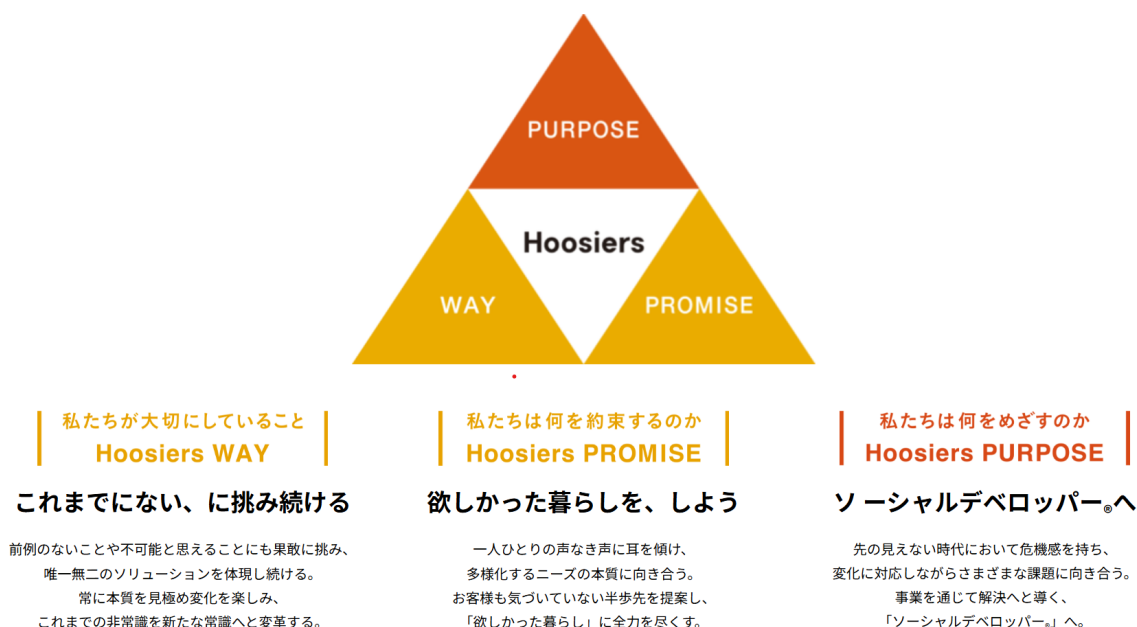 PURPOSE
Hoosiers
WAY
PROMISE
私たちが大切にしていること
Hoosiers WAY
これまでにない、に挑み続ける
前例のないことや不可能と思えることにも果敢に挑み、
唯一無二のソリューションを体現し続ける。
常に本質を見極め変化を楽しみ、
これまでの非常識を新たな常識へと変革する。
私たちは何を約束するのか
Hoosiers PROMISE
欲しかった暮らしを、しよう
一人ひとりの声なき声に耳を傾け、
多様化するニーズの本質に向き合う。
お客様も気づいていない半歩先を提案し、
「欲しかった暮らし」に全力を尽くす。
私たちは何をめざすのか
Hoosiers PURPOSE
ソーシャルデベロッパー®へ
先の見えない時代において危機感を持ち、
変化に対応しながらさまざまな課題に向き合う。
事業を通じて解決へと導く、
「ソーシャルデベロッパー®」へ。